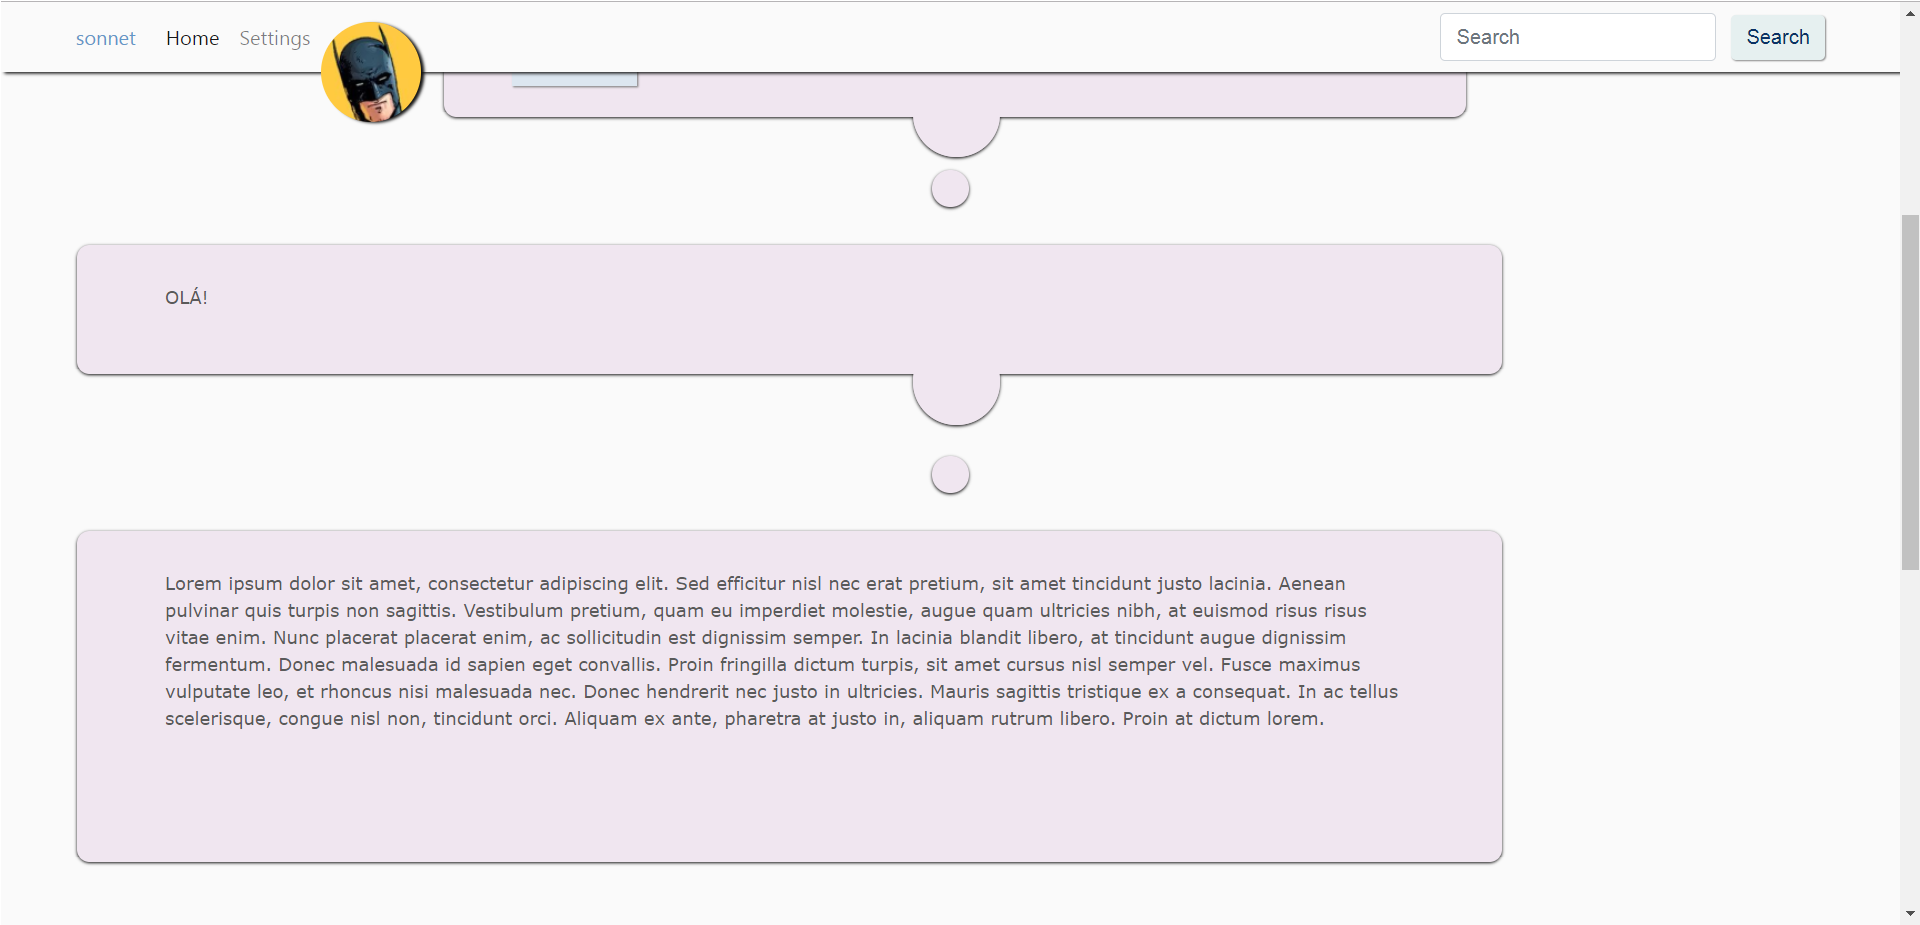 sonnet Home Settings Search Search
OLÁ!
Lorem ipsum dolor sit amet, consectetur adipiscing elit. Sed efficitur nisl nec erat pretium, sit amet tincidunt justo lacinia. Aenean
pulvinar quis turpis non sagittis. Vestibulum pretium, quam eu imperdiet molestie, augue quam ultricies nibh, at euismod risus risus
vitae enim. Nunc placerat placerat enim, ac sollicitudin est dignissim semper. In lacinia blandit libero, at tincidunt augue dignissim
fermentum. Donec malesuada id sapien eget convallis. Proin fringilla dictum turpis, sit amet cursus nisl semper vel. Fusce maximus
vulputate leo, et rhoncus nisi malesuada nec. Donec hendrerit nec justo in ultricies. Mauris sagittis tristique ex a consequat. In ac tellus
scelerisque, congue nisl non, tincidunt orci. Aliquam ex ante, pharetra at justo in, aliquam rutrum libero. Proin at dictum lorem.